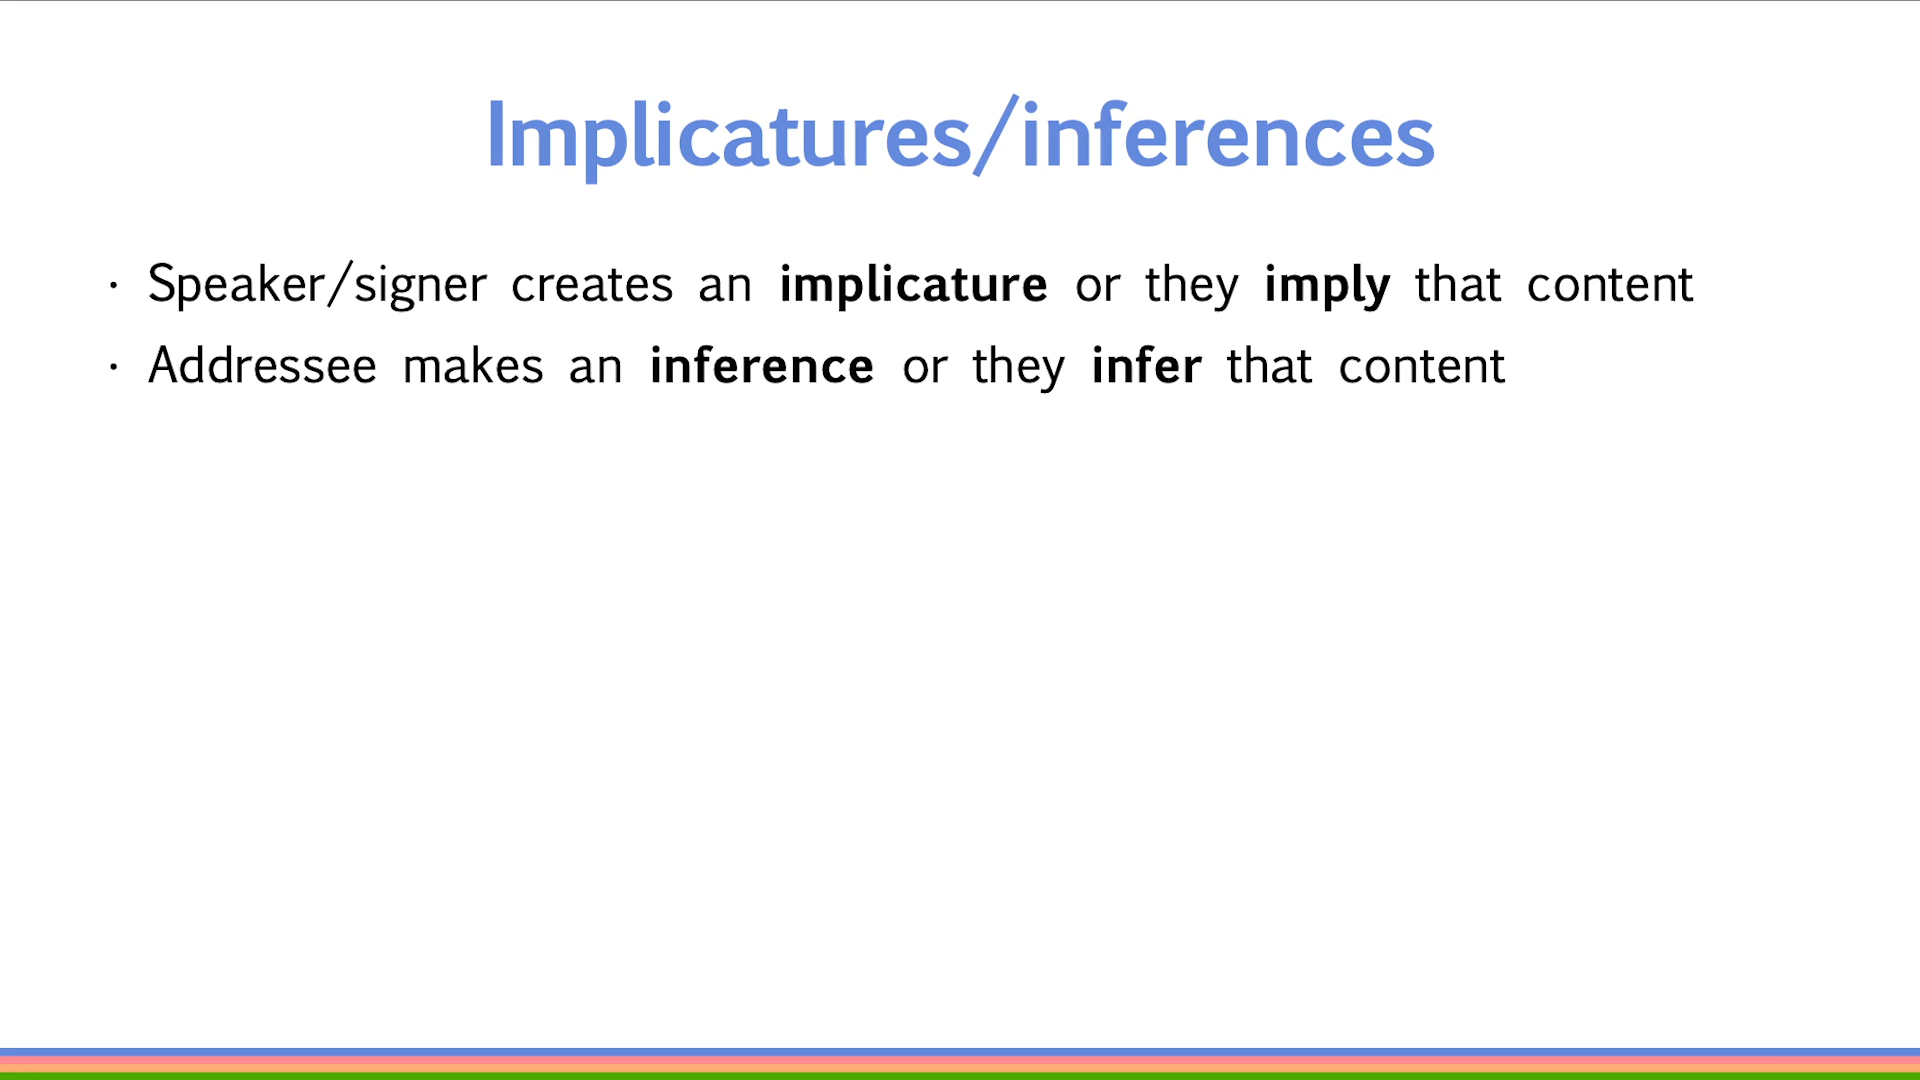 Implicatures/inferences
· Speaker/signer creates an implicature or they imply that content
· Addressee makes an inference or they infer that content